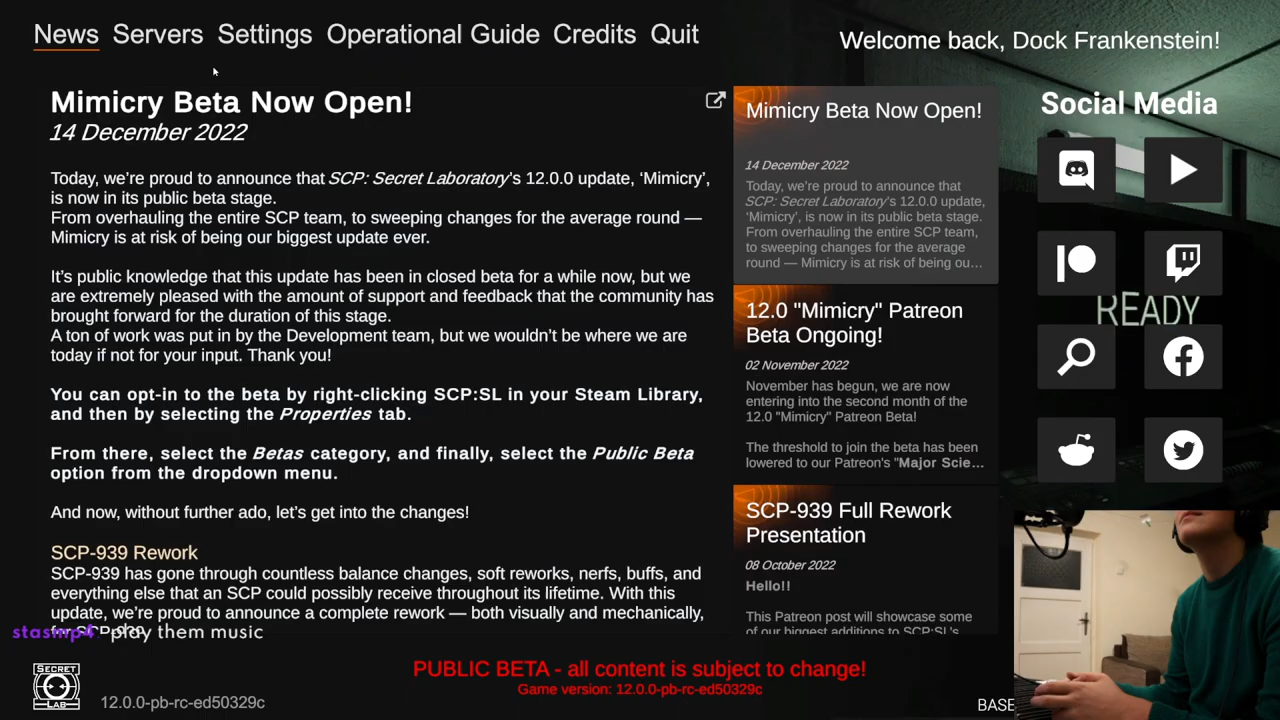 News Servers Settings Operational Guide Credits Quit
Welcome back, Dock Frankenstein!
Mimicry Beta Now Open!
14 December 2022
Today, we're proud to announce that SCP: Secret Laboratory's 12.0.0 update, 'Mimicry',
is now in its public beta stage.
From overhauling the entire SCP team, to sweeping changes for the average round —
Mimicry is at risk of being our biggest update ever.
It's public knowledge that this update has been in closed beta for a while now, but we
are extremely pleased with the amount of support and feedback that the community has
brought forward for the duration of this stage.
A ton of work was put in by the Development team, but we wouldn't be where we are
today if not for your input. Thank you!
You can opt-in to the beta by right-clicking SCP:SL in your Steam Library,
and then by selecting the Properties tab.
From there, select the Betas category, and finally, select the Public Beta
option from the dropdown menu.
And now, without further ado, let's get into the changes!
SCP-939 Rework
SCP-939 has gone through countless balance changes, soft reworks, nerfs, buffs, and
everything else that an SCP could possibly receive throughout its lifetime. With this
update, we're proud to announce a complete rework — both visually and mechanically,
stasmp4: play them music
Mimicry Beta Now Open!
14 December 2022
Today, we're proud to announce that
SCP: Secret Laboratory's 12.0.0 update,
'Mimicry', is now in its public beta stage.
From overhauling the entire SCP team,
to sweeping changes for the average
round — Mimicry is at risk of being ou…
12.0 "Mimicry" Patreon
Beta Ongoing!
02 November 2022
November has begun, we are now
entering into the second month of the
12.0 "Mimicry" Patreon Beta!
The threshold to join the beta has been
lowered to our Patreon's "Major Scie…
SCP-939 Full Rework
Presentation
08 October 2022
Hello!!
This Patreon post will showcase some
of our biggest additions to SCP:SL's
Social Media
READY
PUBLIC BETA - all content is subject to change!
Game version: 12.0.0-pb-rc-ed50329c
SECRET
LAB
12.0.0-pb-rc-ed50329c
BASE